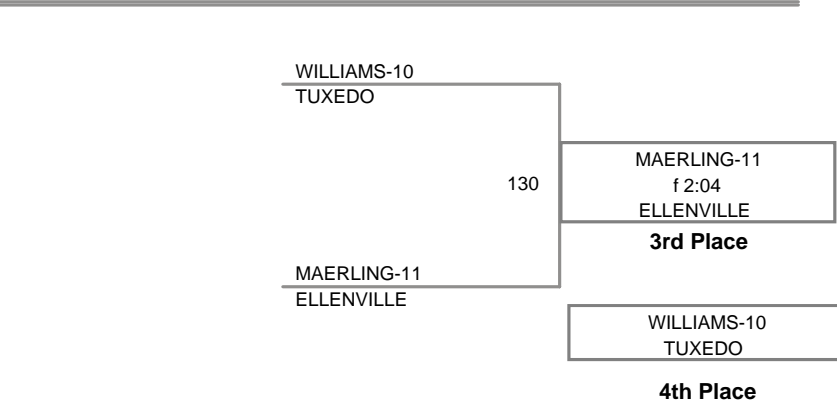 WILLIAMS-10
TUXEDO
MAERLING-11
130
f 2:04
ELLENVILLE
3rd Place
MAERLING-11
ELLENVILLE
WILLIAMS-10
TUXEDO
4th Place